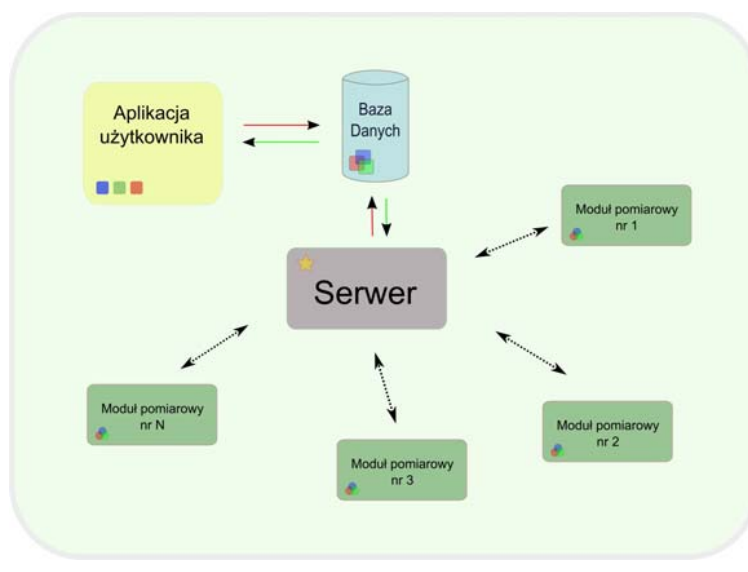 Aplikacja
użytkownika
Baza
Danych
Moduł pomiarowy
nr 1
Serwer
Moduł pomiarowy
nr N
Moduł pomiarowy
nr 2
Moduł pomiarowy
nr 3